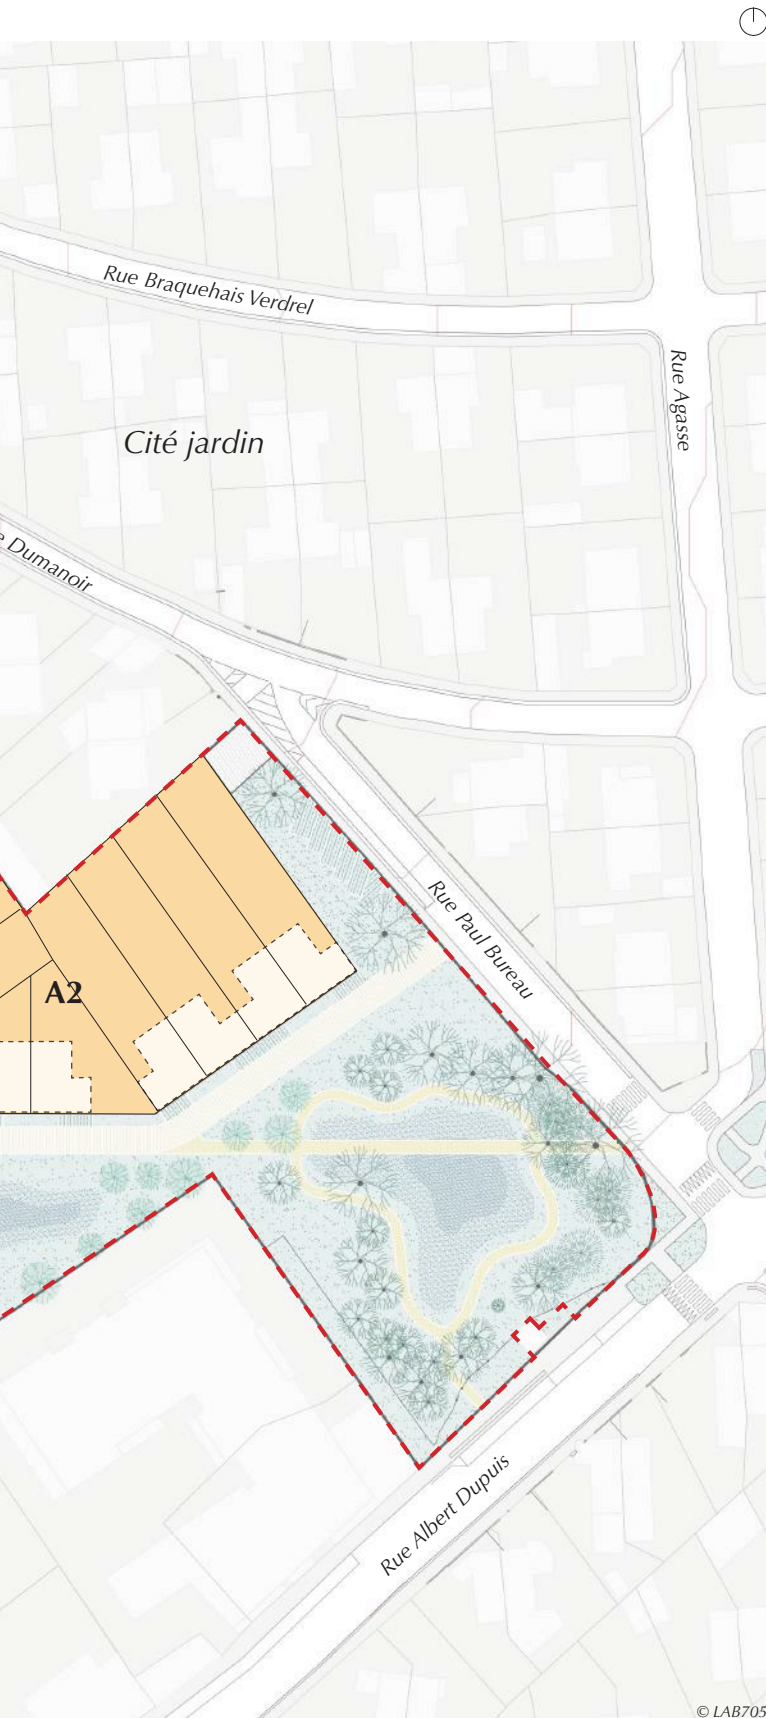 Rue Braquehais Verdrel
Rue Agasse
Cité jardin
Dumanoir
Rue Paul Bureau
A2
Rue Albert Dupuis
© LAB705